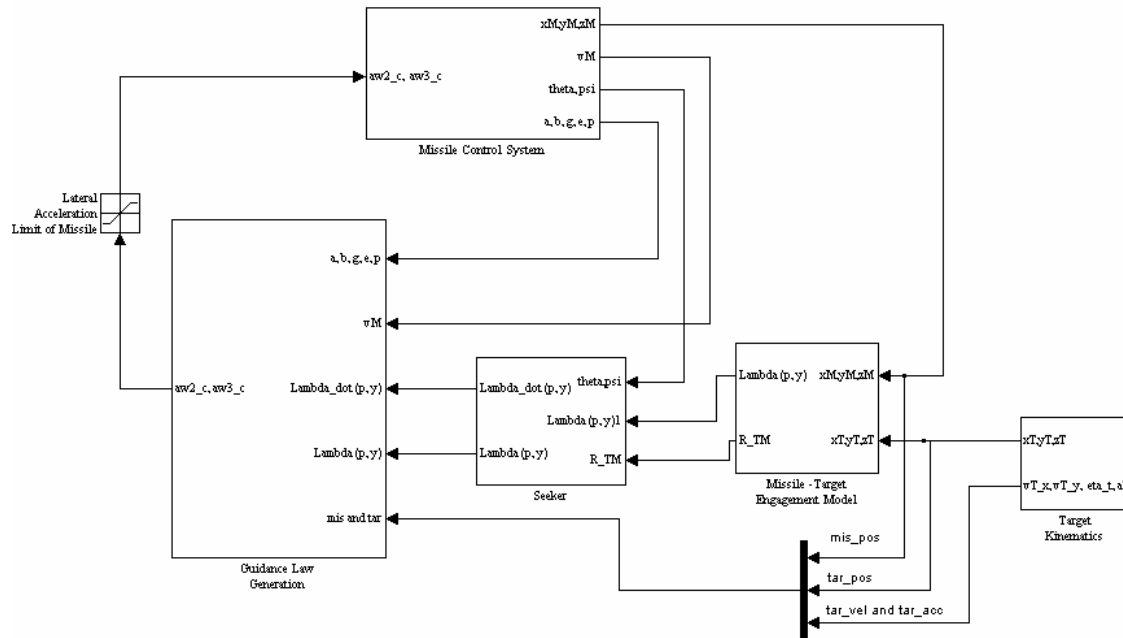 xM,yM,zM
vM
aw2_c, aw3_c
theta,psi
a,b,g,e,p
Missile Control System
Lateral
Acceleration
Limit of Missile
a,b,g,e,p
vM
aw2_c,aw3_c
Lambda_dot (p,y)
Lambda (p,y)
mis and tar
Guidance Law
Generation
theta,psi
Lambda_dot (p,y)
Lambda (p,y)1
Lambda (p,y)
R_TM
Seeker
Lambda (p,y)
xM,yM,zM
R_TM
xT,yT,zT
Missile - Target
Engagement Model
xT,yT,zT
vT_x,vT_y, eta_t,a
Target
Kinematics
mis_pos
tar_pos
tar_vel and tar_acc